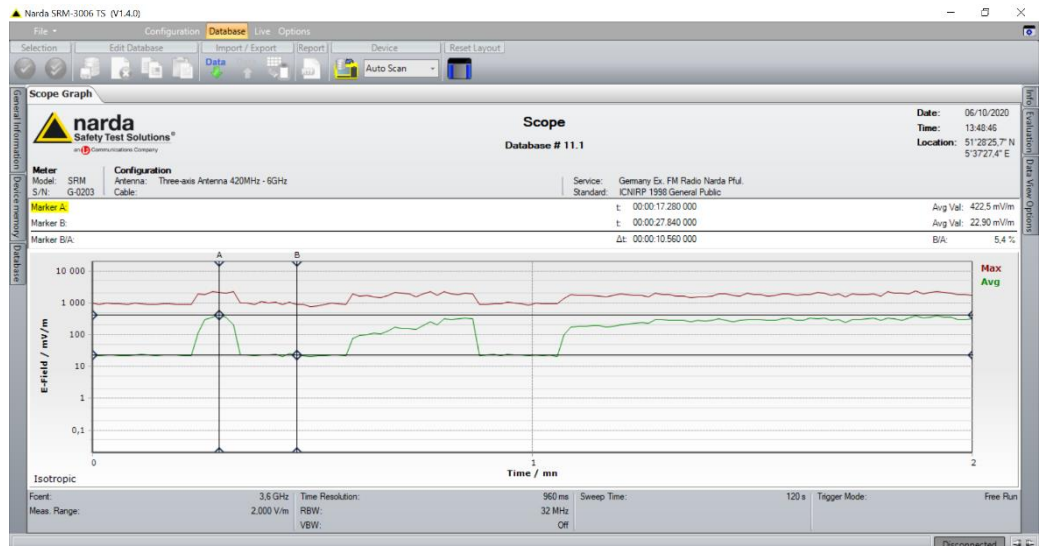 Narda SRM-3006 TS (V1.4.0)
File Configuration Database Live Options
Selection Edit Database Import / Export Report Device Reset Layout
Data
Auto Scan
General Information
Device memory
Database
Info
Evaluation
Data View Options
Scope Graph
narda
Safety Test Solutions®
an Communications Company
Scope
Database # 11.1
Date: 06/10/2020
Time: 13:48:46
Location: 51°28'25,7" N
5°37'27,4" E
Meter Configuration
Model: SRM Antenna: Three-axis Antenna 420MHz - 6GHz Service: Germany Ex. FM Radio Narda Pful.
S/N: G-0203 Cable: Standard: ICNIRP 1998 General Public
Marker A: t: 00:00:17.280 000 Avg Val: 422,5 mV/m
Marker B: t: 00:00:27.840 000 Avg Val: 22,90 mV/m
Marker B/A: Δt: 00:00:10.560 000 B/A: 5,4 %
A B
Max
Avg
10 000
1 000
100
10
1
0,1
E-Field / mV/m
0 1 2
Time / mn
Isotropic
Fcent: 3,6 GHz Time Resolution: 960 ms Sweep Time: 120 s Trigger Mode: Free Run
Meas. Range: 2,000 V/m RBW: 32 MHz
VBW: Off
Disconnected